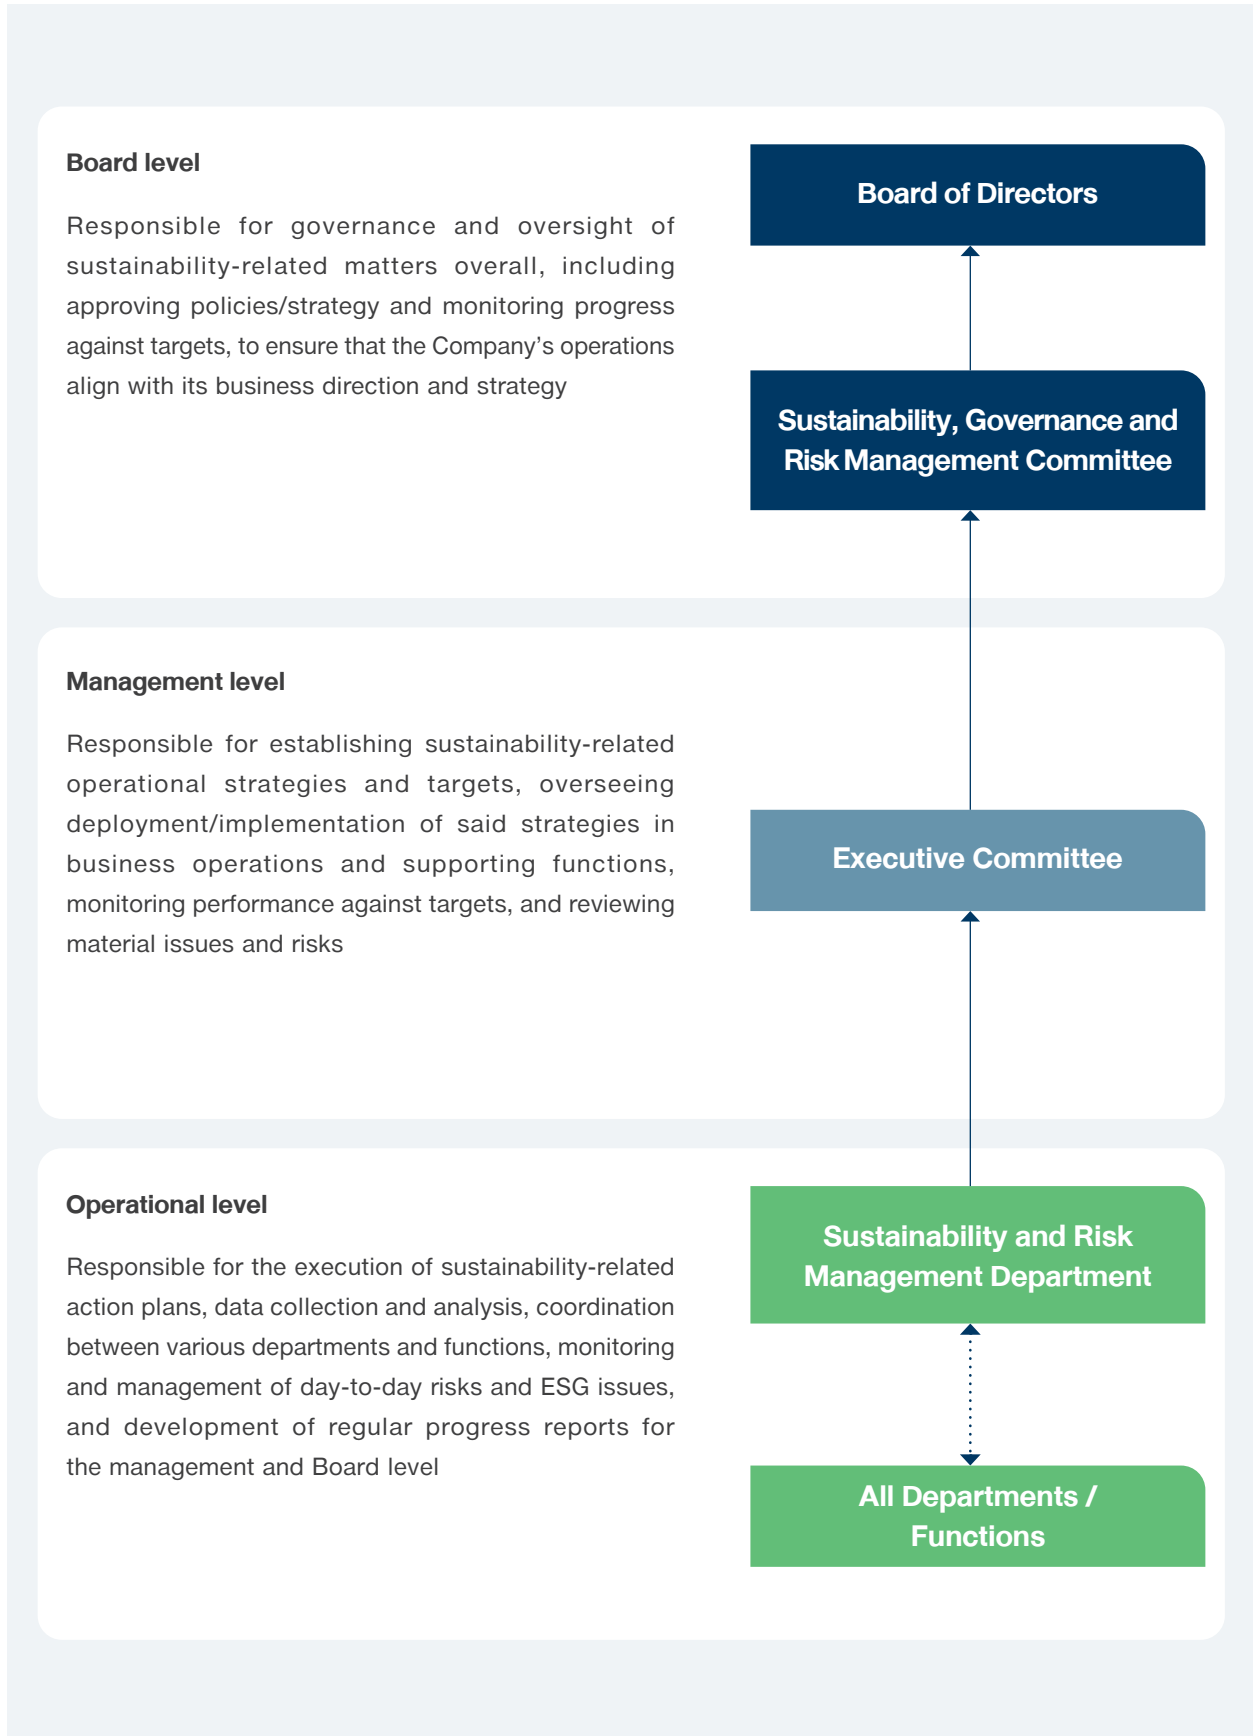 Board level
Responsible for governance and oversight of
sustainability-related matters overall, including
approving policies/strategy and monitoring progress
against targets, to ensure that the Company’s operations
align with its business direction and strategy
Board of Directors
Sustainability, Governance and
Risk Management Committee
Management level
Responsible for establishing sustainability-related
operational strategies and targets, overseeing
deployment/implementation of said strategies in
business operations and supporting functions,
monitoring performance against targets, and reviewing
material issues and risks
Executive Committee
Operational level
Responsible for the execution of sustainability-related
action plans, data collection and analysis, coordination
between various departments and functions, monitoring
and management of day-to-day risks and ESG issues,
and development of regular progress reports for
the management and Board level
Sustainability and Risk
Management Department
All Departments /
Functions